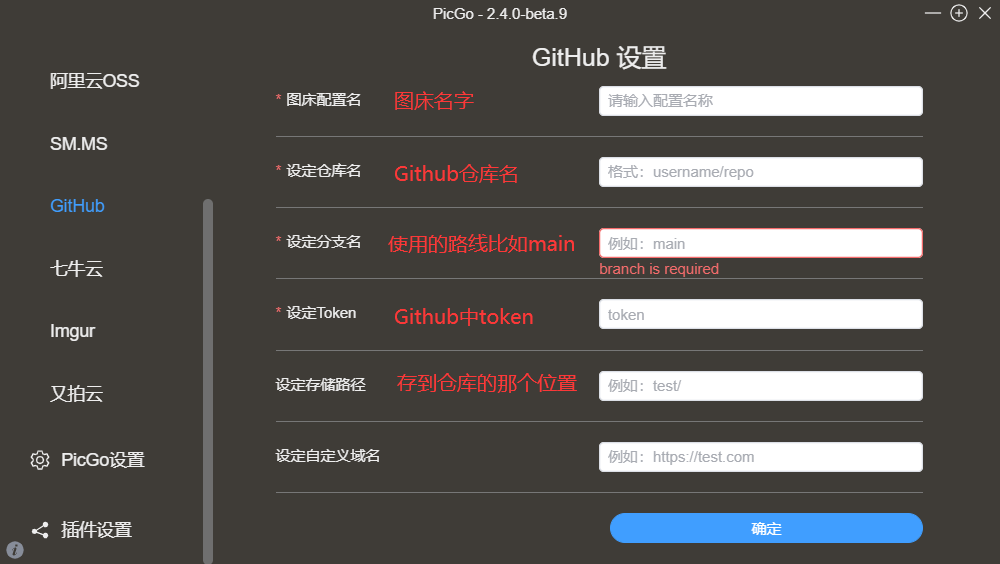 PicGo - 2.4.0-beta.9
阿里云OSS
SM.MS
GitHub
七牛云
Imgur
又拍云
PicGo设置
插件设置
GitHub 设置
* 图床配置名 图床名字 请输入配置名称
* 设定仓库名 Github仓库名 格式：username/repo
* 设定分支名 使用的路线比如main 例如：main
branch is required
* 设定Token Github中token token
设定存储路径 存到仓库的那个位置 例如：test/
设定自定义域名 例如：https://test.com
确定